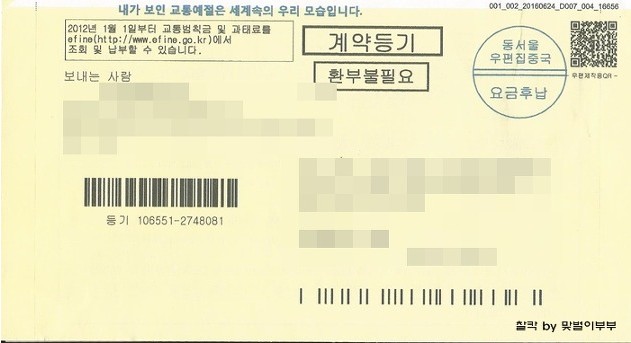 내가 보인 교통예절은 세계속의 우리 모습입니다.
001_002_20160624_D007_004_16656
2012년 1월 1일부터 교통범칙금 및 과태료를
efine(http://www.efine.go.kr)에서
조회 및 납부할 수 있습니다.
계약등기
환부불필요
동서울
우편집중국
요금후납
우편제작용QR-
보내는 사람
등기 106551-2748081
찰칵 by 맞벌이부부